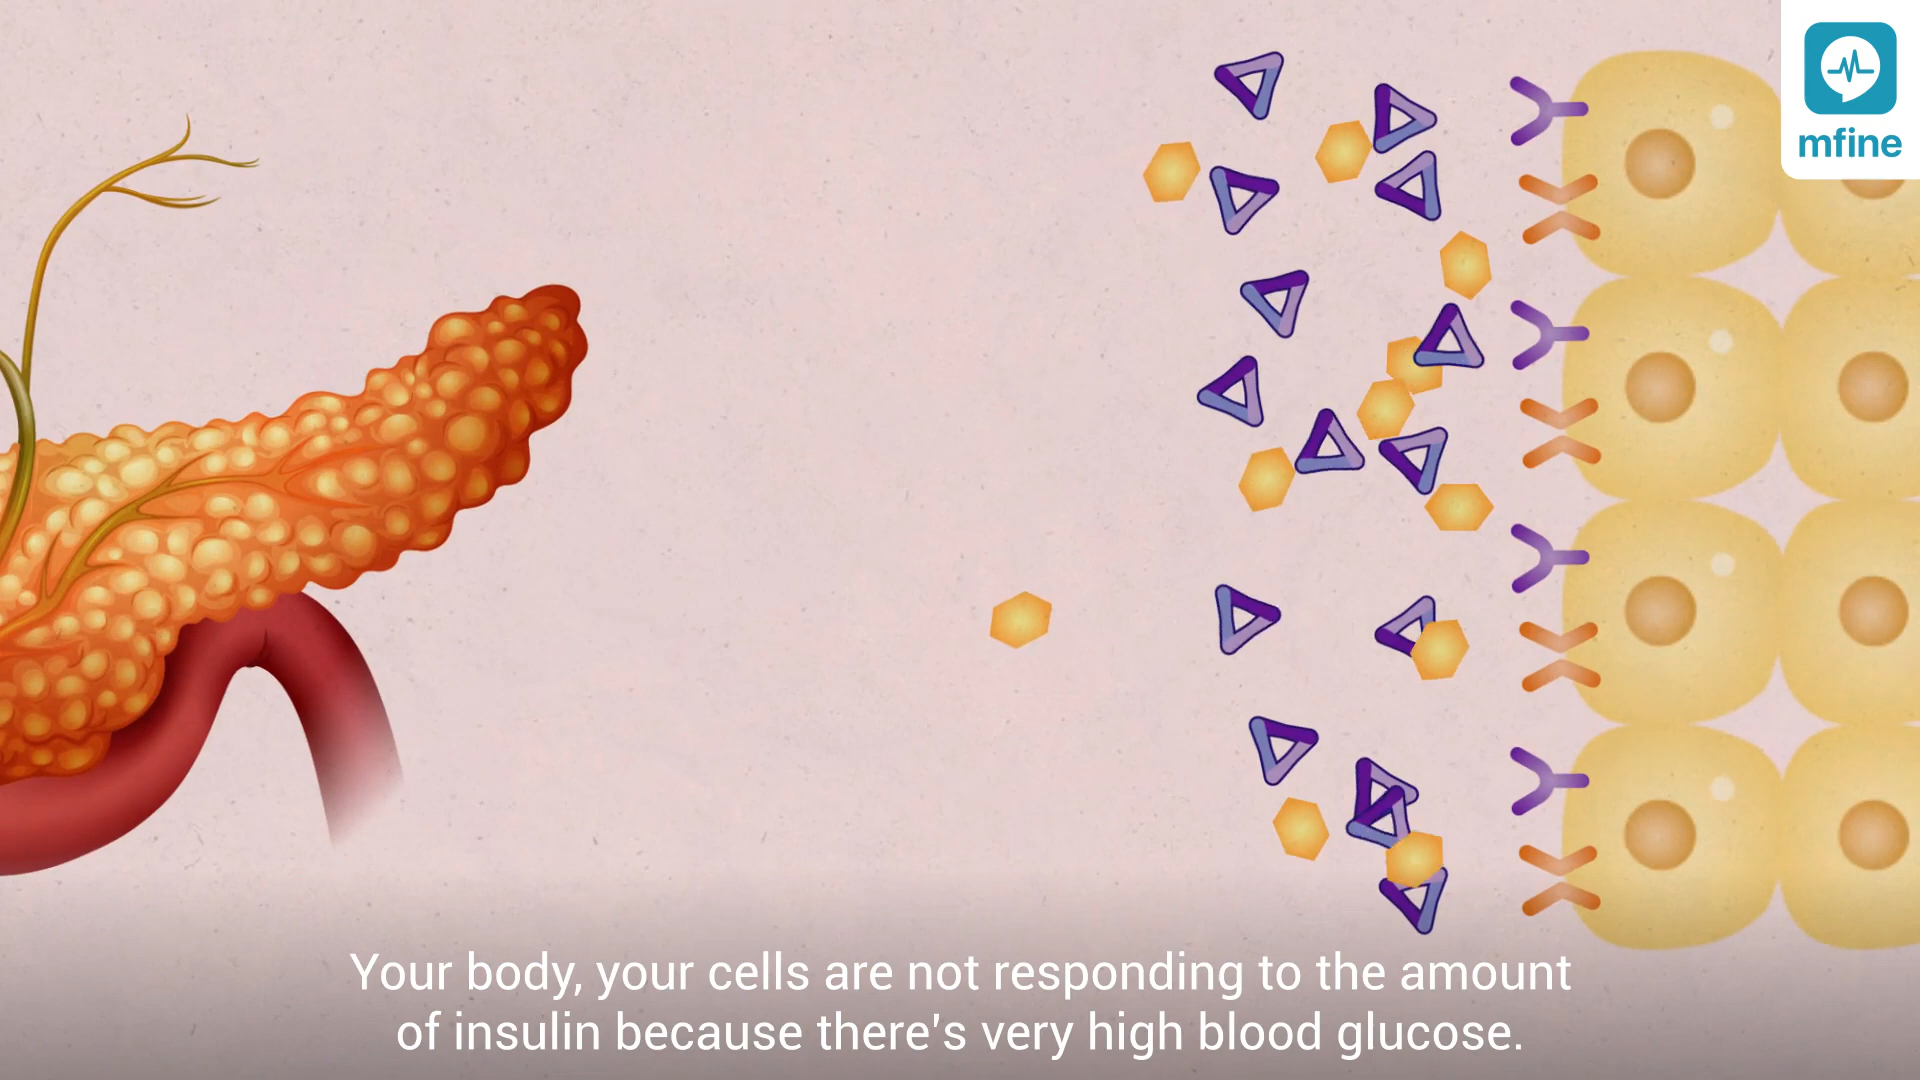 mfine
Your body, your cells are not responding to the amount
of insulin because there's very high blood glucose.